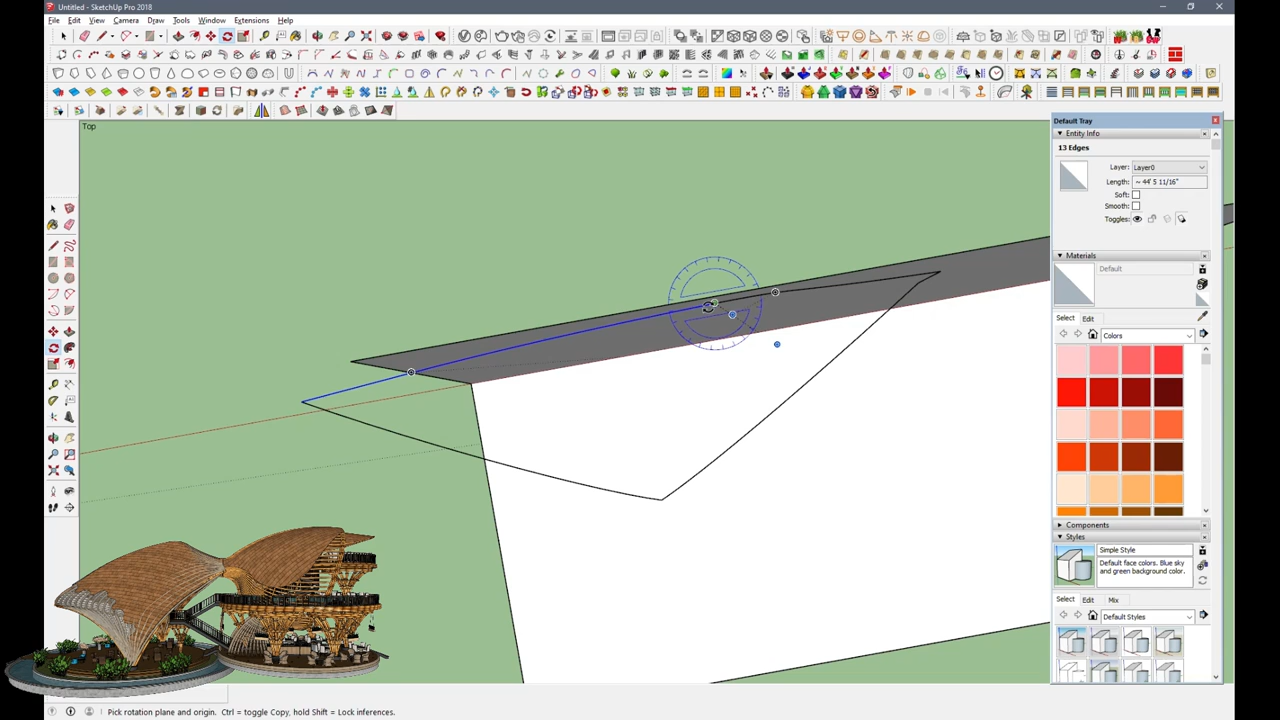 Untitled - SketchUp Pro 2018
File Edit View Camera Draw Tools Window Extensions Help
Top
Default Tray
Entity Info
13 Edges
Layer: Layer0
Length: ~ 44' 5 11/16"
Soft:
Smooth:
Toggles:
Materials
Default
Select Edit
Colors
Components
Styles
Simple Style
Default face colors. Blue sky
and green background color.
Select Edit Mix
Default Styles
Pick rotation plane and origin. Ctrl = toggle Copy, hold Shift = Lock inferences.